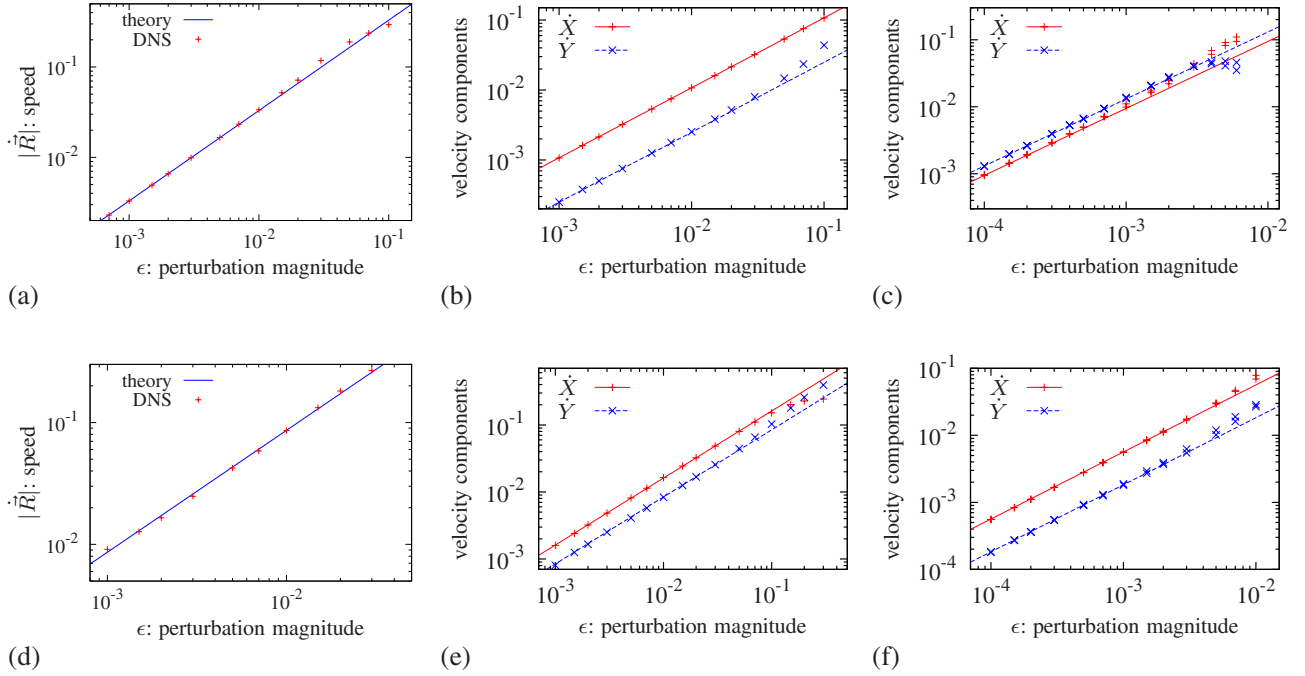 theory
DNS
10⁻¹
10⁻²
|Ṙ⃗|: speed
10⁻³ 10⁻² 10⁻¹
ϵ: perturbation magnitude
(a)
Ẋ
Ẏ
10⁻¹
10⁻²
10⁻³
velocity components
10⁻³ 10⁻² 10⁻¹
ϵ: perturbation magnitude
(b)
Ẋ
Ẏ
10⁻¹
10⁻²
10⁻³
velocity components
10⁻⁴ 10⁻³ 10⁻²
ϵ: perturbation magnitude
(c)
theory
DNS
10⁻¹
10⁻²
|Ṙ⃗|: speed
10⁻³ 10⁻²
ϵ: perturbation magnitude
(d)
Ẋ
Ẏ
10⁻¹
10⁻²
10⁻³
velocity components
10⁻³ 10⁻² 10⁻¹
ϵ: perturbation magnitude
(e)
Ẋ
Ẏ
10⁻¹
10⁻²
10⁻³
10⁻⁴
velocity components
10⁻⁴ 10⁻³ 10⁻²
ϵ: perturbation magnitude
(f)